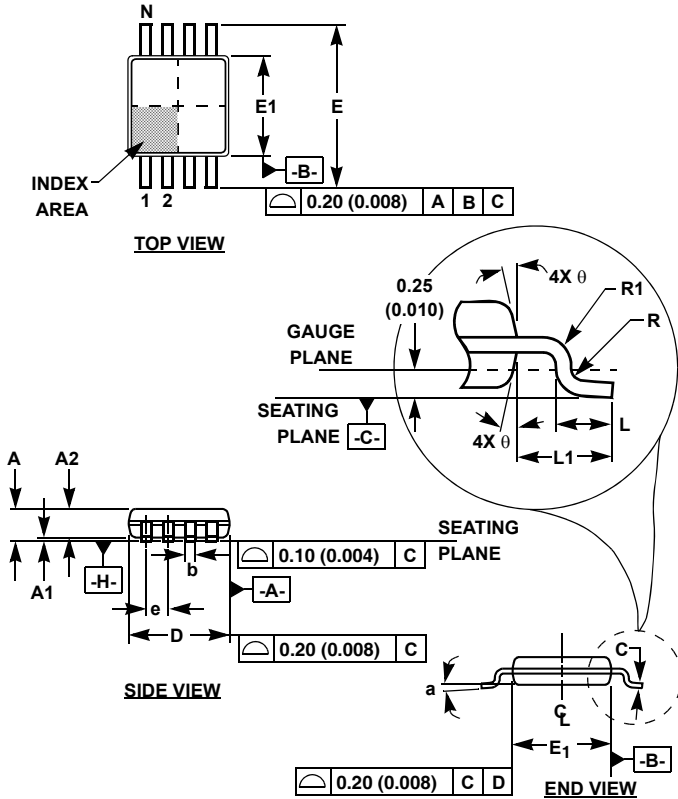 N
E1
E
-B-
INDEX
AREA
1 2
0.20 (0.008) A B C
TOP VIEW
0.25
(0.010)
4X θ
R1
R
GAUGE
PLANE
SEATING
PLANE
-C-
4X θ
L
L1
A A2
SEATING
PLANE
A1
-H-
b
0.10 (0.004) C
-A-
e
D
0.20 (0.008) C
SIDE VIEW
C
a
CL
E1
-B-
0.20 (0.008) C D
END VIEW